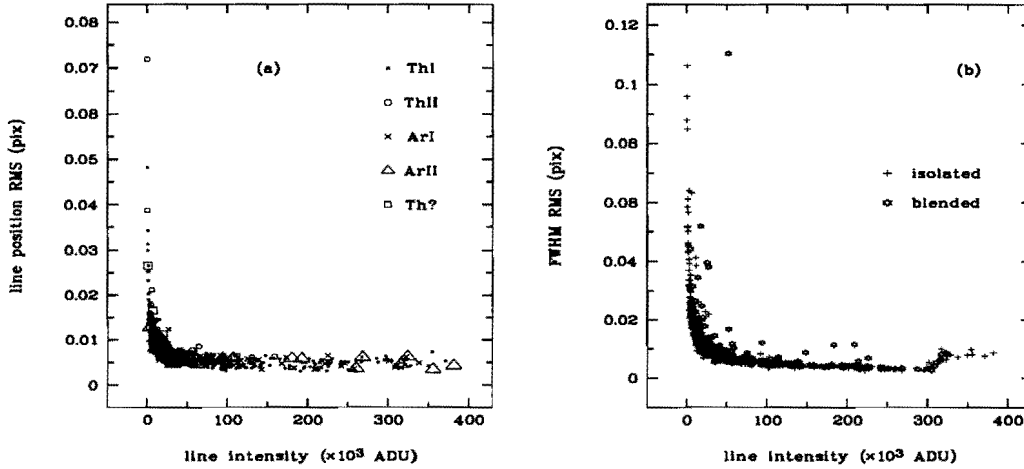 0.08
0.07
0.06
0.05
0.04
0.03
0.02
0.01
0
line position RMS (pix)
(a)
ThI
ThII
ArI
ArII
Th?
0 100 200 300 400
line intensity (×10³ ADU)
0.12
0.1
0.08
0.06
0.04
0.02
0
FWHM RMS (pix)
(b)
isolated
blended
0 100 200 300 400
line intensity (×10³ ADU)